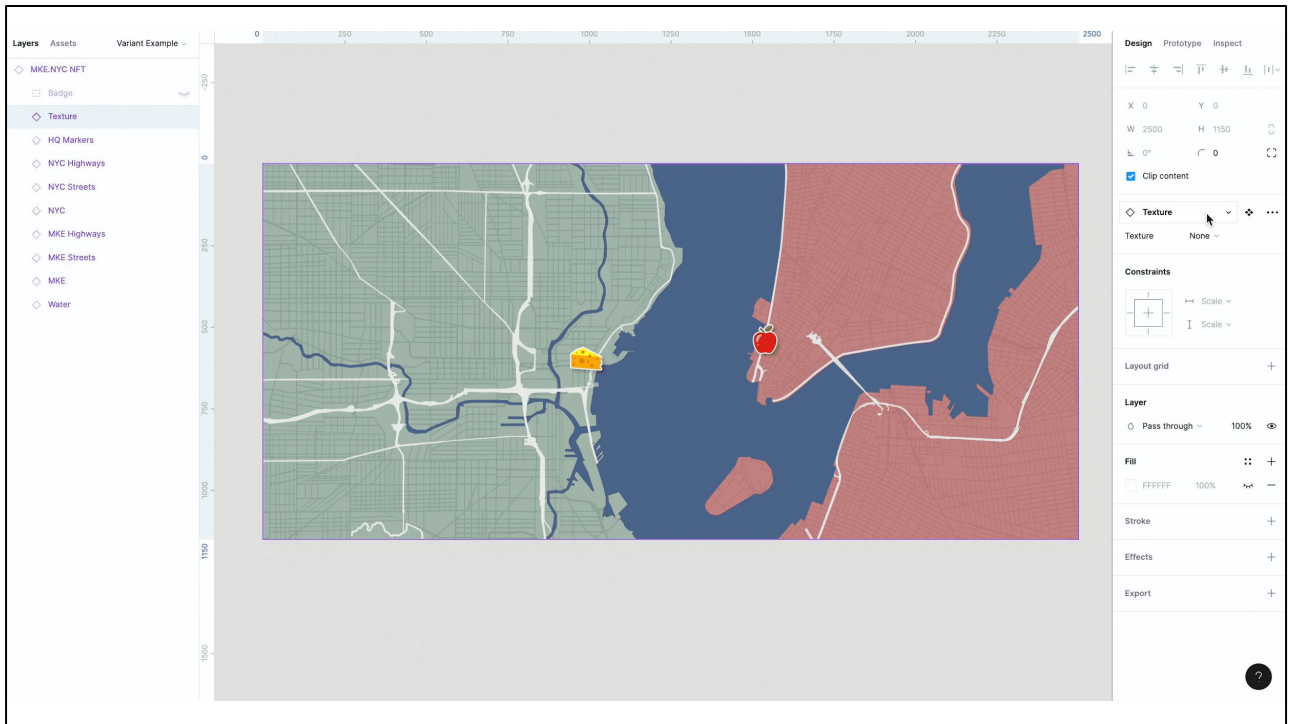 Layers Assets Variant Example
MKE.NYC NFT
Badge
Texture
HQ Markers
NYC Highways
NYC Streets
NYC
MKE Highways
MKE Streets
MKE
Water
0 250 500 750 1000 1250 1500 1750 2000 2250 2500
-250
0
250
500
750
1000
1150
1500
Design Prototype Inspect
X 0 Y 0
W 2500 H 1150
0° 0
Clip content
Texture
Texture None
Constraints
Scale
Scale
Layout grid
Layer
Pass through 100%
Fill
FFFFFF 100%
Stroke
Effects
Export
?